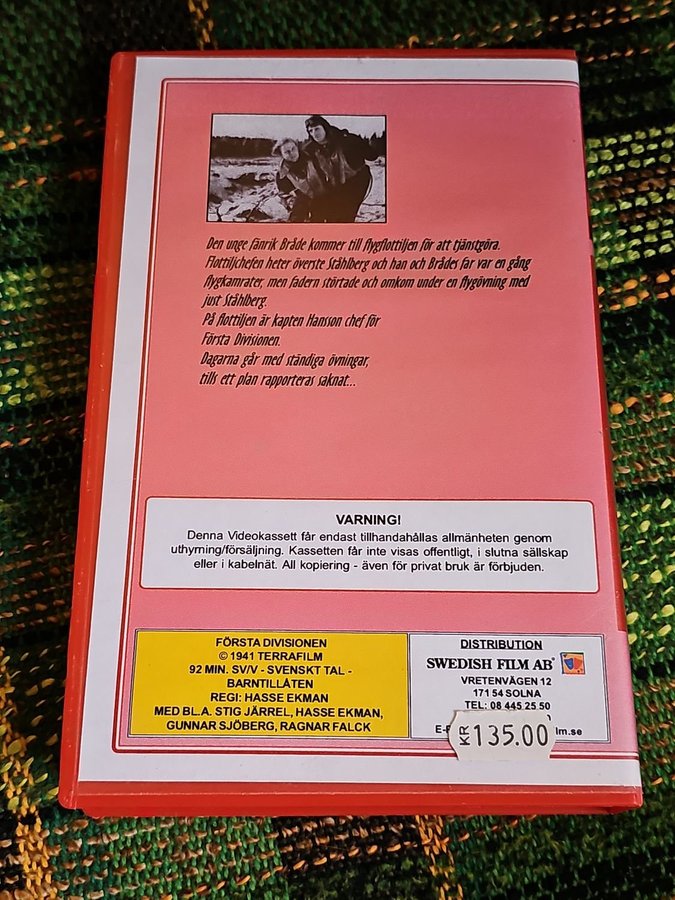 Den unge fänrik Bråde kommer till flygflottiljen för att tjänstgöra.
Flottiljchefen heter överste Ståhlberg och han och Brådes far var en gång
flygkamrater, men fadern störtade och omkom under en flygövning med
just Ståhlberg.
På flottiljen är kapten Hansson chef för
Första Divisionen.
Dagarna går med ständiga övningar,
tills ett plan rapporteras saknat...
VARNING!
Denna Videokassett får endast tillhandahållas allmänheten genom
uthyrning/försäljning. Kassetten får inte visas offentligt, i slutna sällskap
eller i kabelnät. All kopiering - även för privat bruk är förbjuden.
FÖRSTA DIVISIONEN
© 1941 TERRAFILM
92 MIN. SV/V - SVENSKT TAL -
BARNTILLÅTEN
REGI: HASSE EKMAN
MED BL.A. STIG JÄRREL, HASSE EKMAN,
GUNNAR SJÖBERG, RAGNAR FALCK
DISTRIBUTION
SWEDISH FILM AB
VRETENVÄGEN 12
171 54 SOLNA
TEL: 08 445 25 50
lm.se
KR 135.00